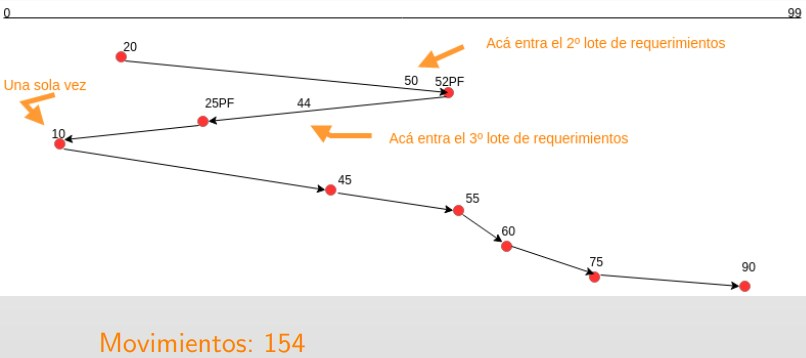 0 99
20
Acá entra el 2º lote de requerimientos
50 52PF
Una sola vez
25PF 44
10
Acá entra el 3º lote de requerimientos
45
55
60
75
90
Movimientos: 154